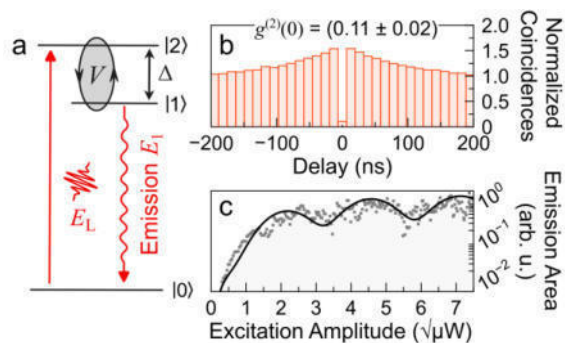 a
|2⟩
V
Δ
|1⟩
E_L
Emission E_1
|0⟩
b
g^(2)(0) = (0.11 ± 0.02)
2.0
1.5
1.0
0.5
0
Normalized
Coincidences
−200
−100
0
100
200
Delay (ns)
c
10^0
10^-1
10^-2
Emission Area
(arb. u.)
0
1
2
3
4
5
6
7
Excitation Amplitude (√μW)